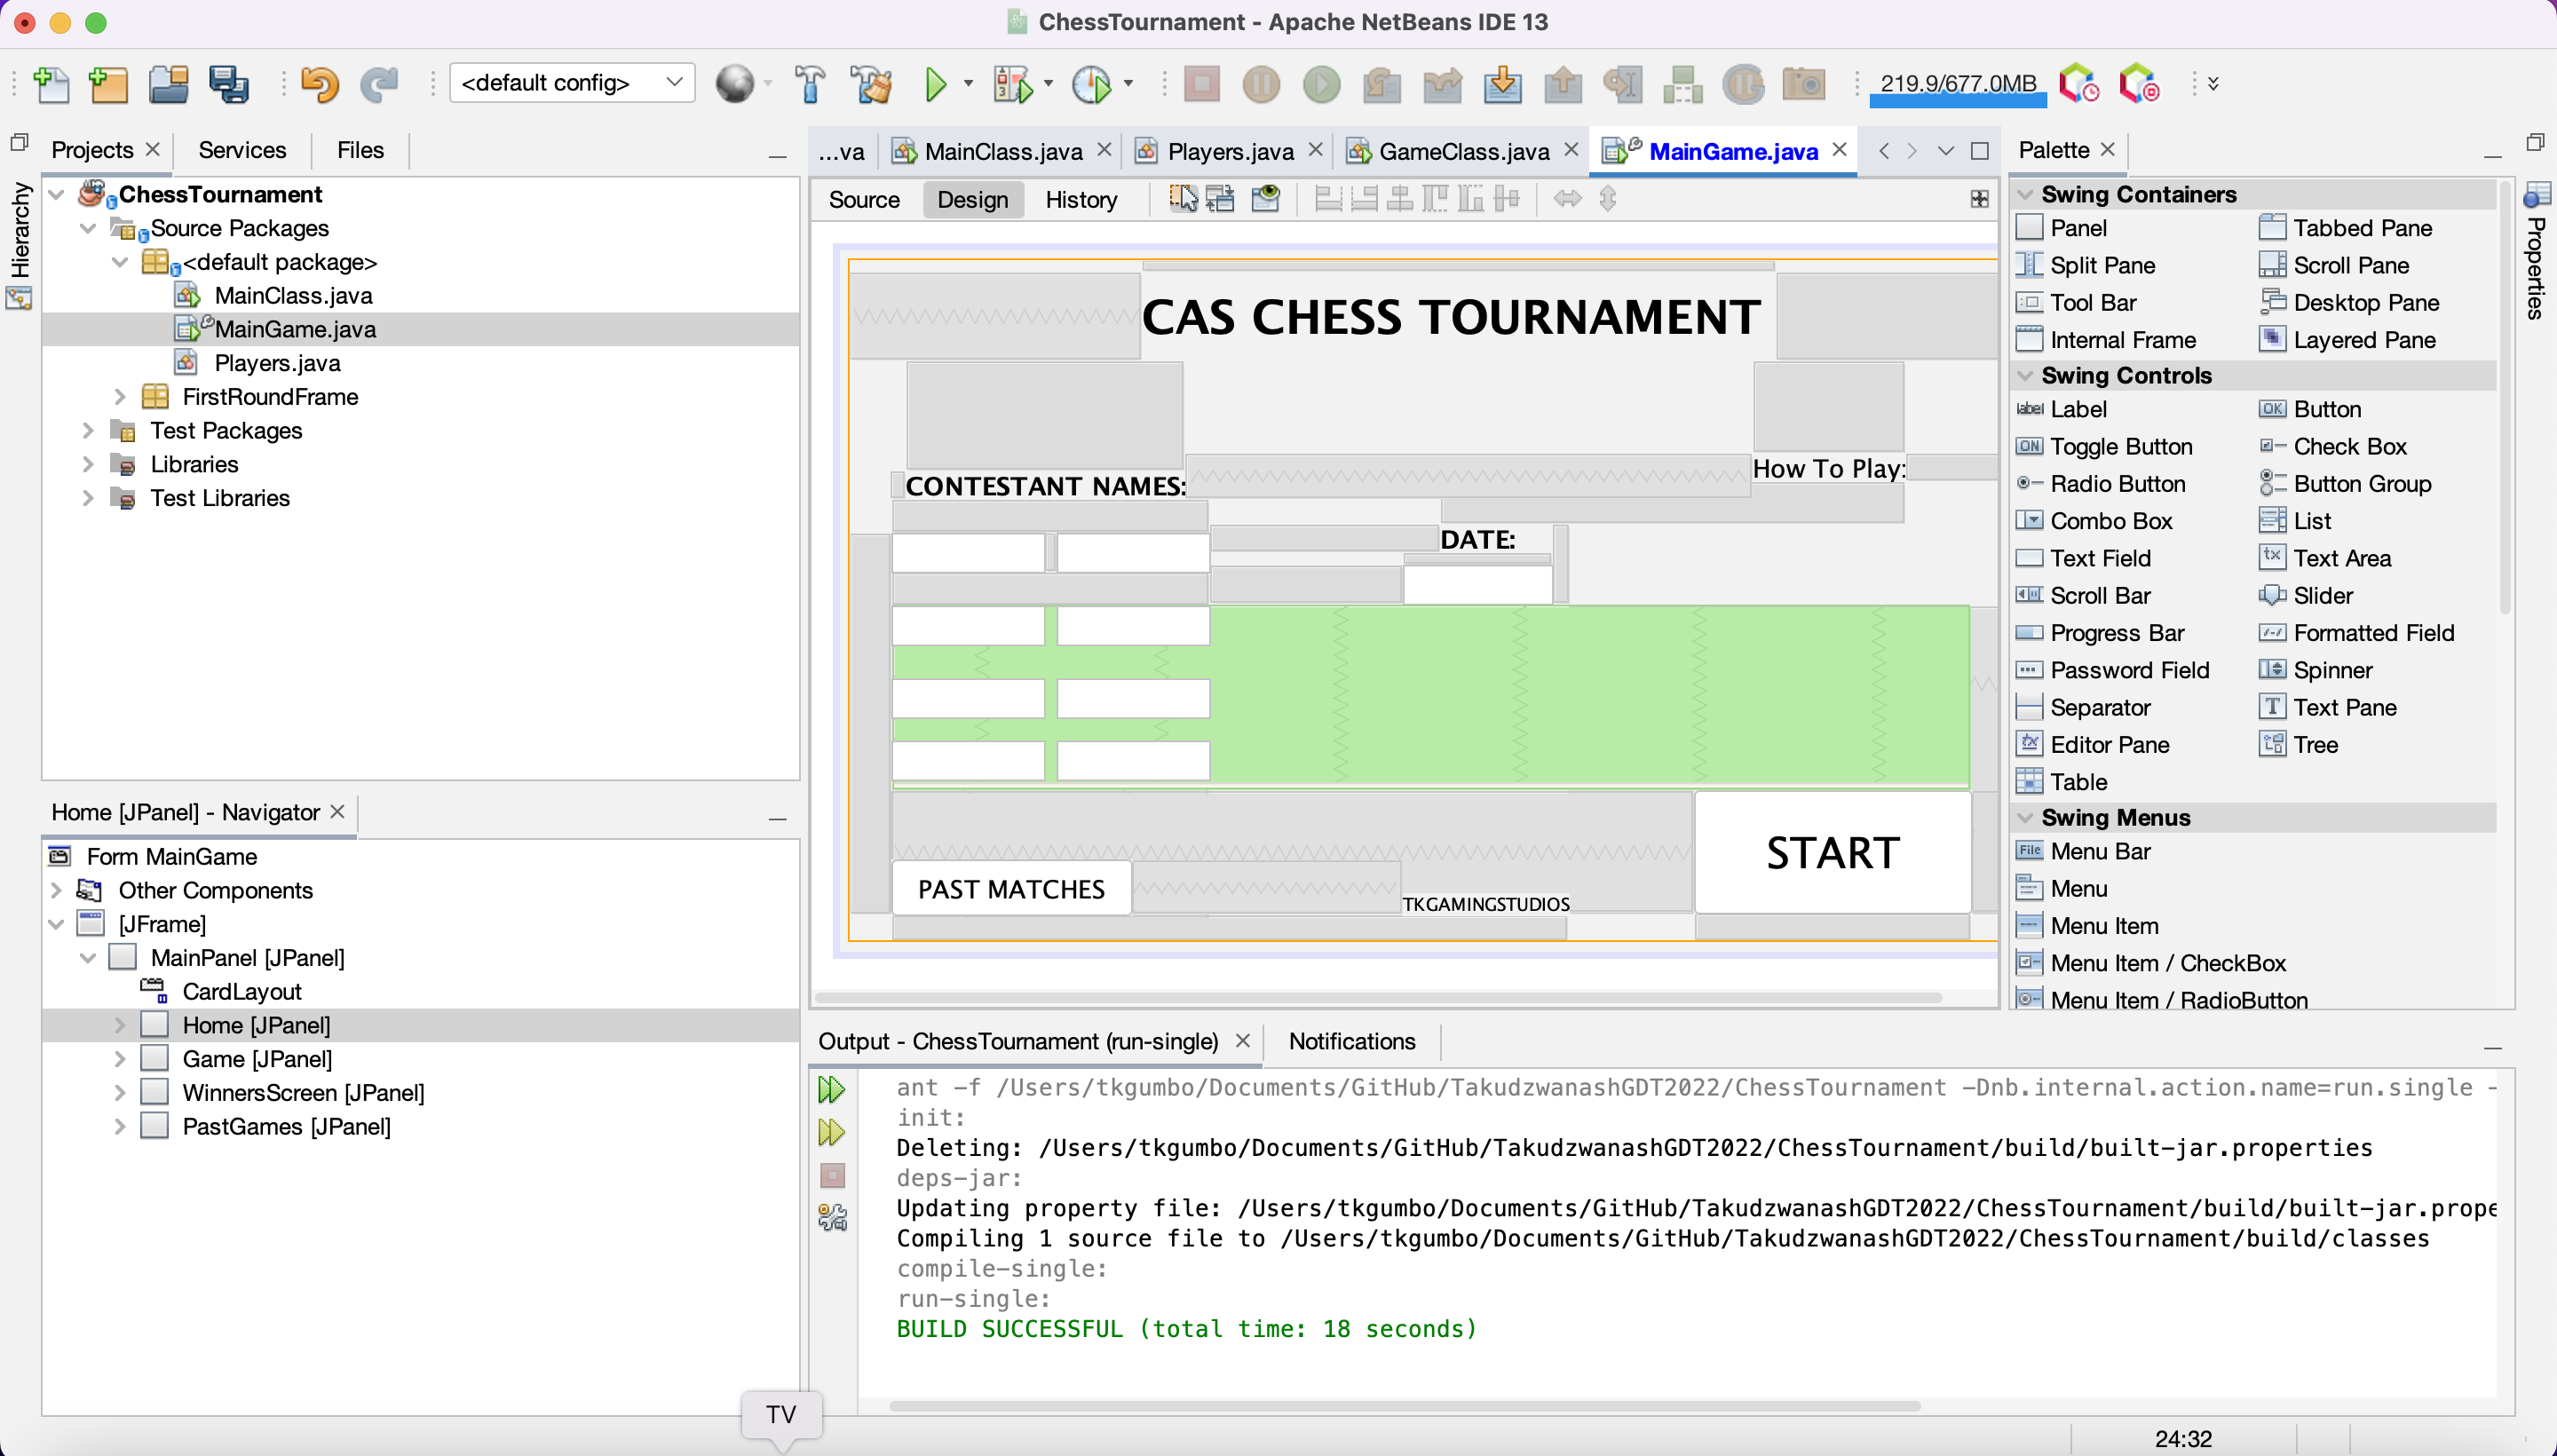 ChessTournament - Apache NetBeans IDE 13
<default config>
219.9/677.0MB
Projects
Services
Files
Hierarchy
ChessTournament
Source Packages
<default package>
MainClass.java
MainGame.java
Players.java
FirstRoundFrame
Test Packages
Libraries
Test Libraries
Home [JPanel] - Navigator
Form MainGame
Other Components
[JFrame]
MainPanel [JPanel]
CardLayout
Home [JPanel]
Game [JPanel]
WinnersScreen [JPanel]
PastGames [JPanel]
...va
MainClass.java
Players.java
GameClass.java
MainGame.java
Source
Design
History
CAS CHESS TOURNAMENT
CONTESTANT NAMES:
How To Play:
DATE:
START
PAST MATCHES
TKGAMINGSTUDIOS
Palette
Properties
Swing Containers
Panel
Tabbed Pane
Split Pane
Scroll Pane
Tool Bar
Desktop Pane
Internal Frame
Layered Pane
Swing Controls
label Label
OK Button
ON Toggle Button
Check Box
Radio Button
Button Group
Combo Box
List
Text Field
tx Text Area
Scroll Bar
Slider
Progress Bar
Formatted Field
Password Field
Spinner
Separator
T Text Pane
Editor Pane
Tree
Table
Swing Menus
File Menu Bar
Menu
Menu Item
Menu Item / CheckBox
Menu Item / RadioButton
Output - ChessTournament (run-single)
Notifications
ant -f /Users/tkgumbo/Documents/GitHub/TakudzwanashGDT2022/ChessTournament -Dnb.internal.action.name=run.single -
init:
Deleting: /Users/tkgumbo/Documents/GitHub/TakudzwanashGDT2022/ChessTournament/build/built-jar.properties
deps-jar:
Updating property file: /Users/tkgumbo/Documents/GitHub/TakudzwanashGDT2022/ChessTournament/build/built-jar.prope
Compiling 1 source file to /Users/tkgumbo/Documents/GitHub/TakudzwanashGDT2022/ChessTournament/build/classes
compile-single:
run-single:
BUILD SUCCESSFUL (total time: 18 seconds)
TV
24:32